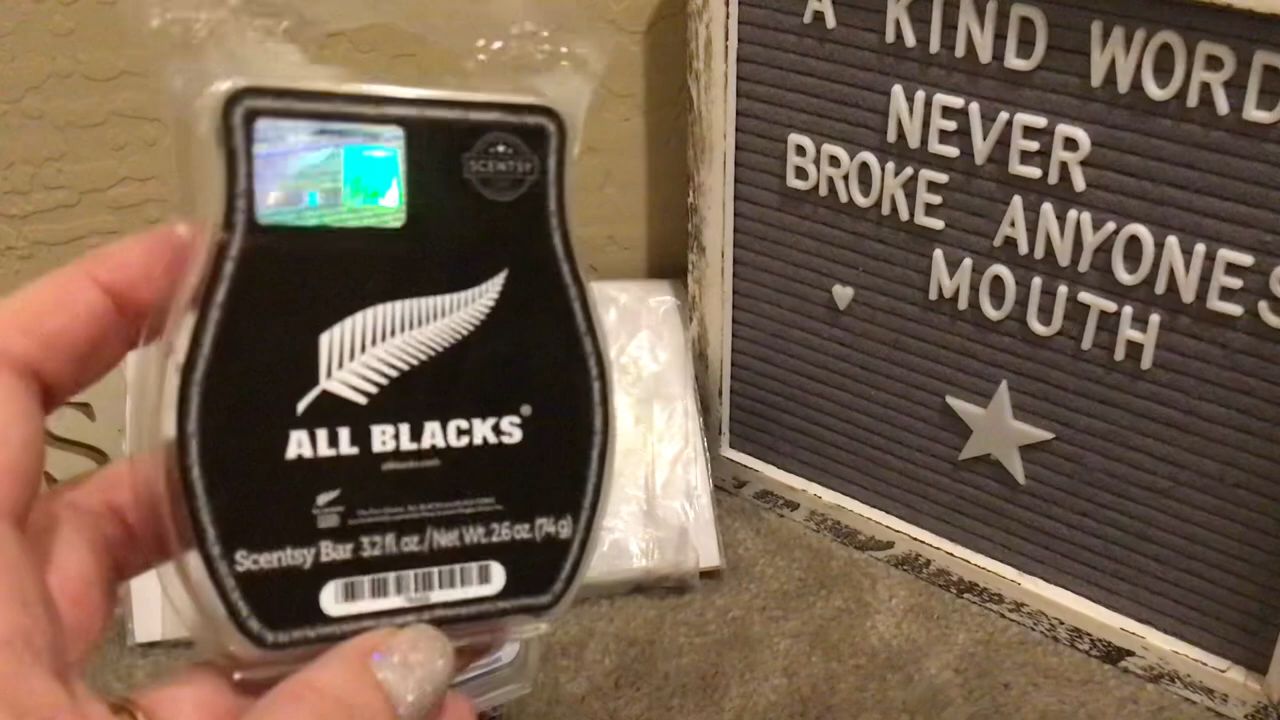 SCENTSY
ALL BLACKS®
Scentsy Bar 3.2 fl. oz. / Net Wt. 2.6 oz. (74 g)
A KIND WORD
NEVER
BROKE ANYONES
MOUTH